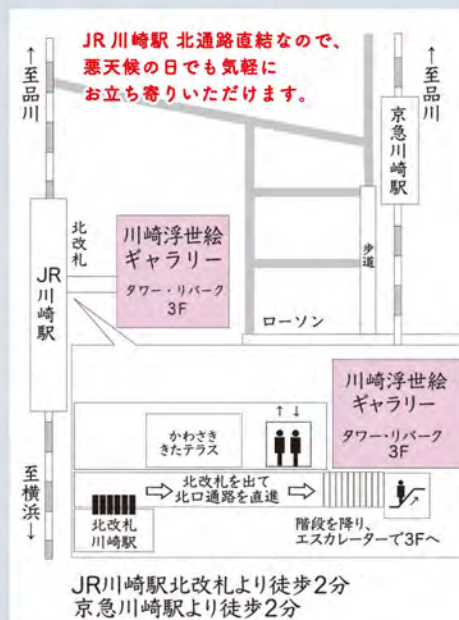 JR川崎駅 北通路直結なので、
悪天候の日でも気軽に
お立ち寄りいただけます。
←至品川
←至品川
京急川崎駅
北改札
JR川崎駅
川崎浮世絵
ギャラリー
タワー・リバーク
3F
歩道
ローソン
川崎浮世絵
ギャラリー
タワー・リバーク
3F
↑↓
かわさき
きたテラス
至横浜→
北改札を出て
北口通路を直進
北改札
川崎駅
階段を降り、
エスカレーターで3Fへ
JR川崎駅北改札より徒歩2分
京急川崎駅より徒歩2分